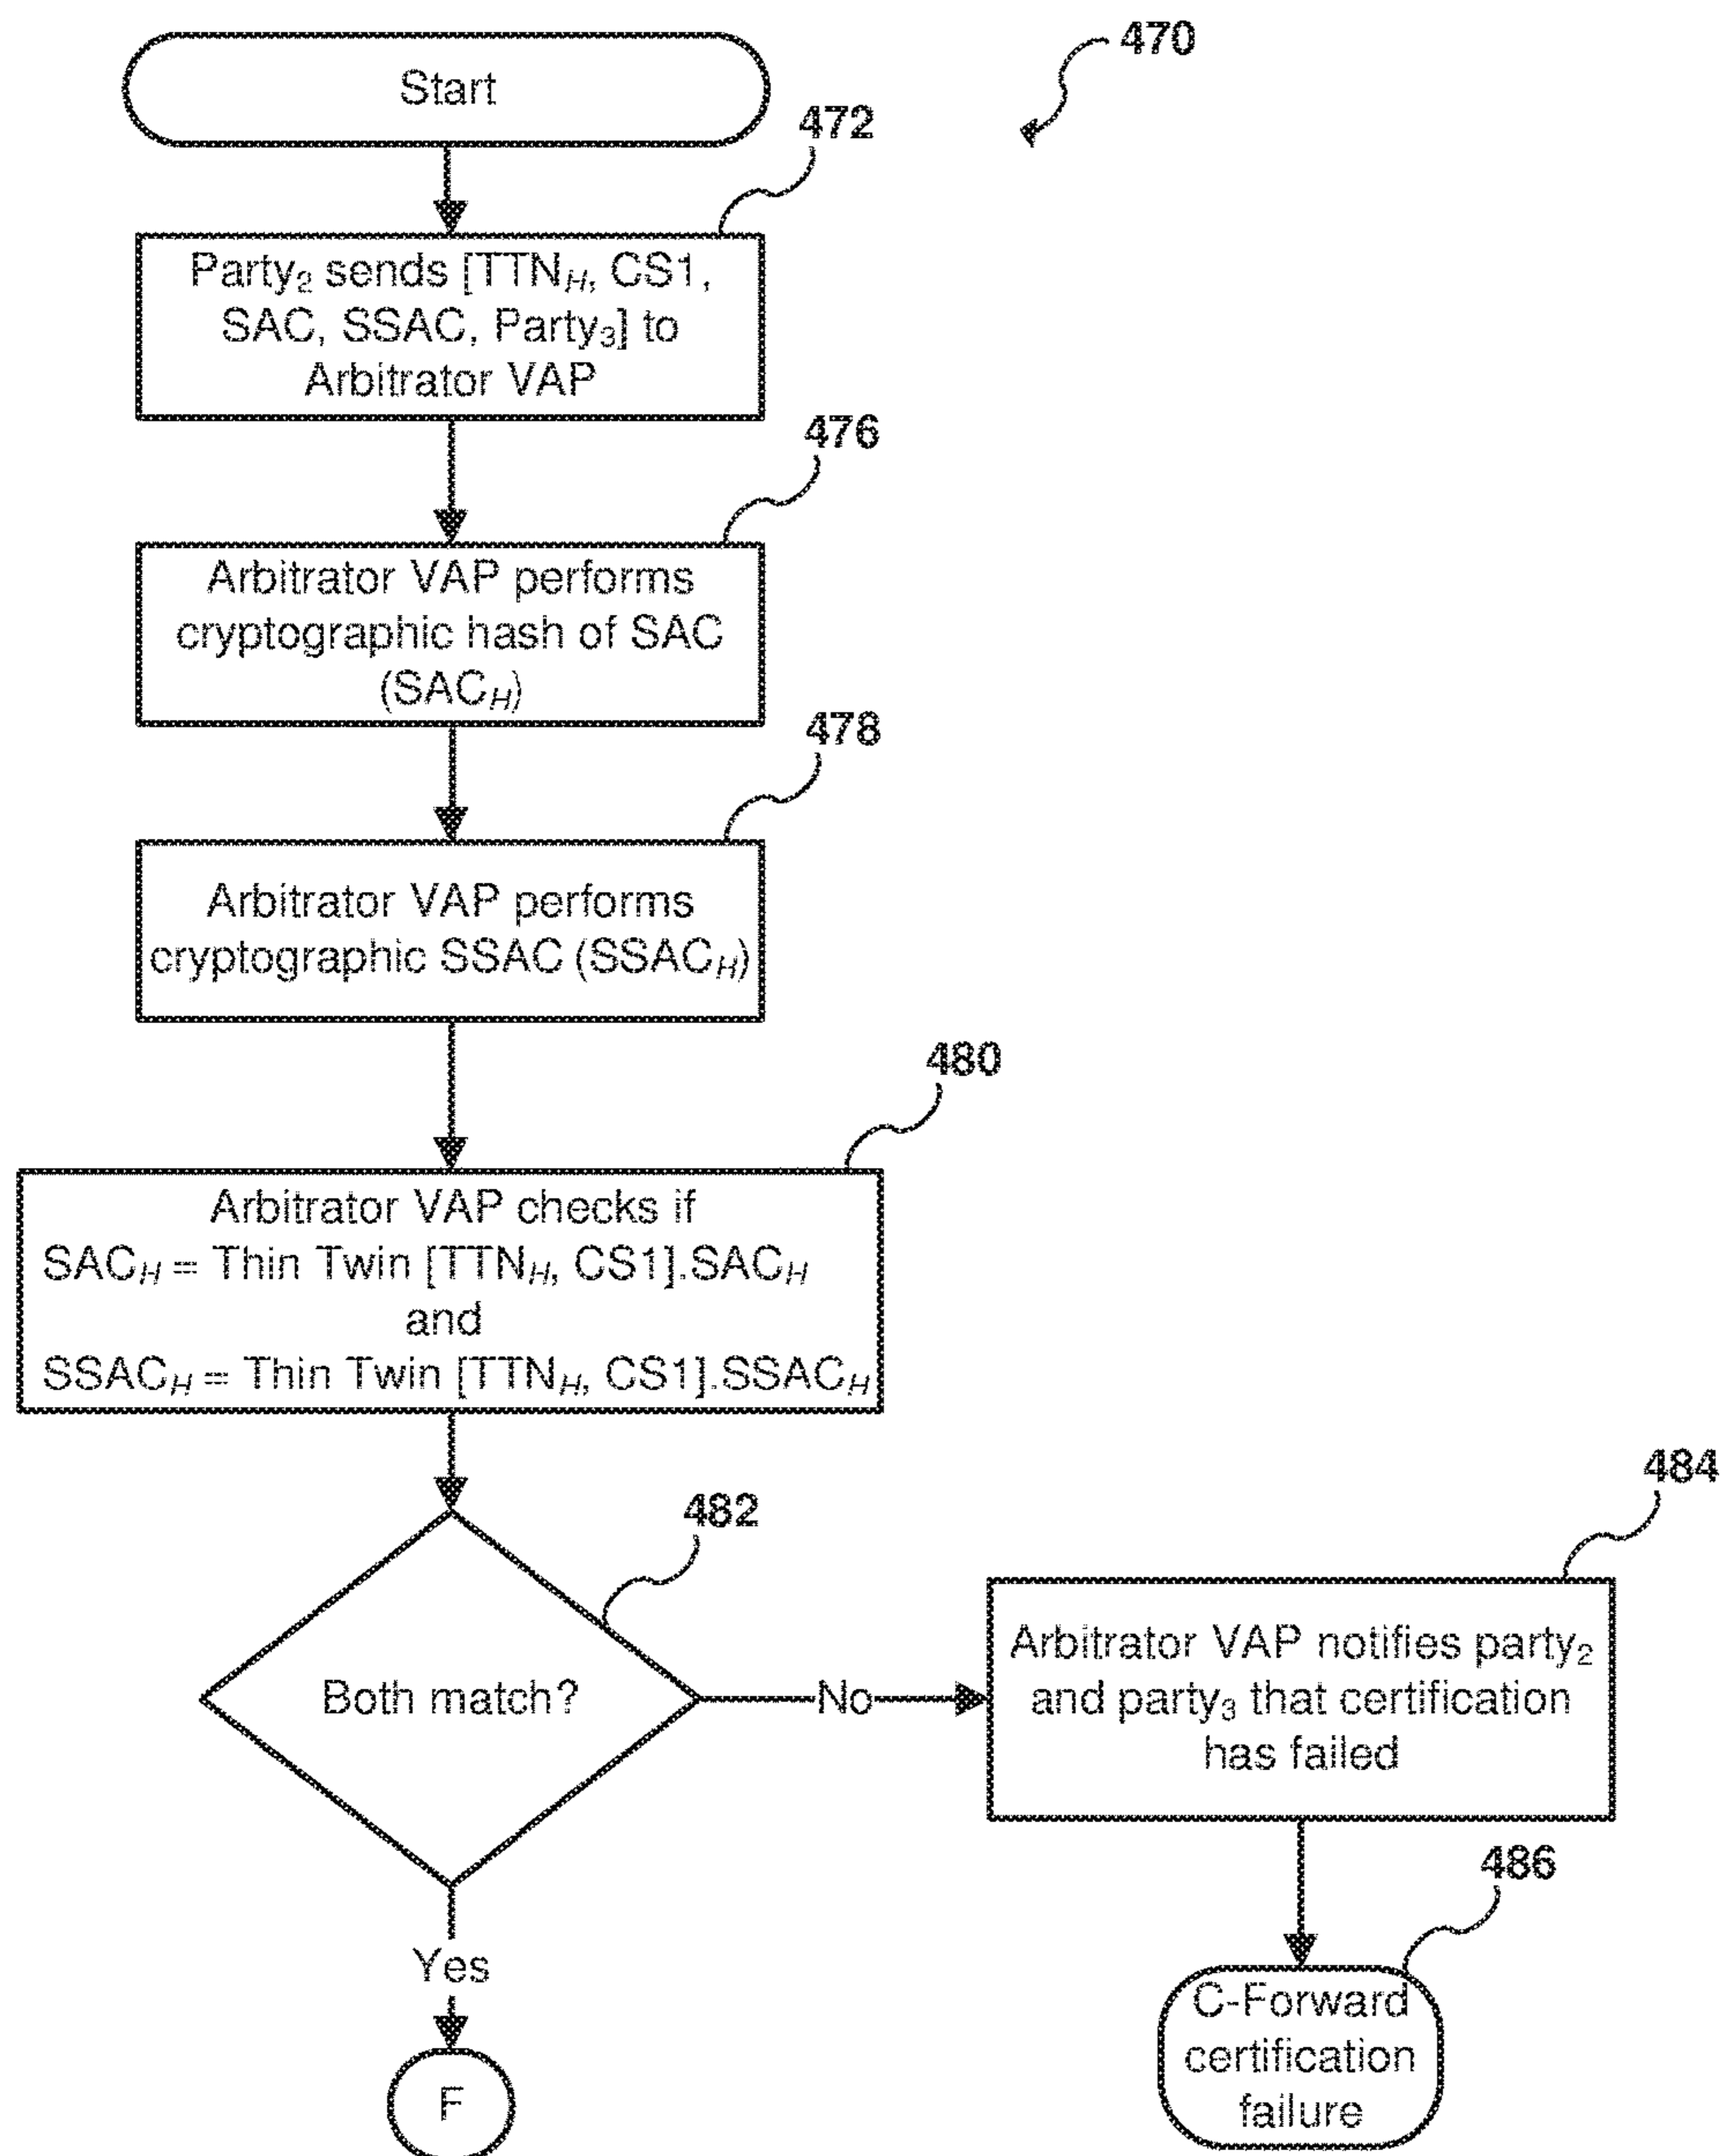 470
Start
472
Party₂ sends [TTN_H, CS1,
SAC, SSAC, Party₃] to
Arbitrator VAP
476
Arbitrator VAP performs
cryptographic hash of SAC
(SAC_H)
478
Arbitrator VAP performs
cryptographic SSAC (SSAC_H)
480
Arbitrator VAP checks if
SAC_H = Thin Twin [TTN_H, CS1].SAC_H
and
SSAC_H = Thin Twin [TTN_H, CS1].SSAC_H
482
Both match?
No
484
Arbitrator VAP notifies party₂
and party₃ that certification
has failed
486
C-Forward
certification
failure
Yes
F